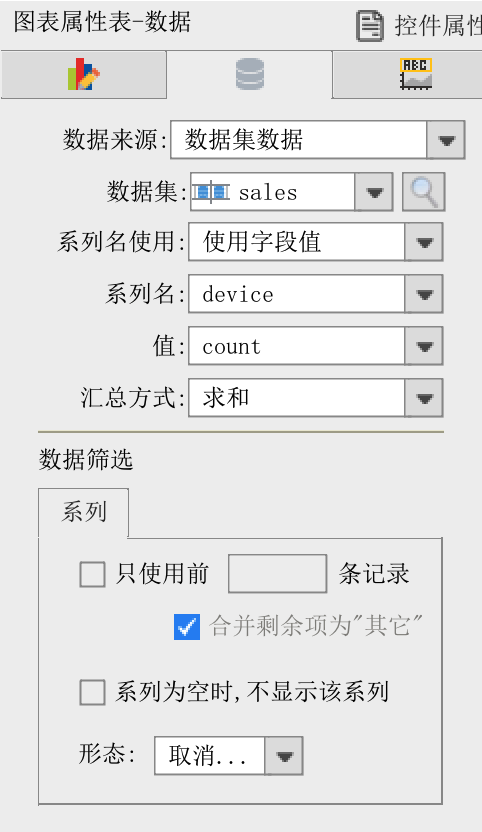 图表属性表-数据
控件属性
ABC
数据来源: 数据集数据
数据集: sales
系列名使用: 使用字段值
系列名: device
值: count
汇总方式: 求和
数据筛选
系列
只使用前 条记录
合并剩余项为"其它"
系列为空时,不显示该系列
形态: 取消...